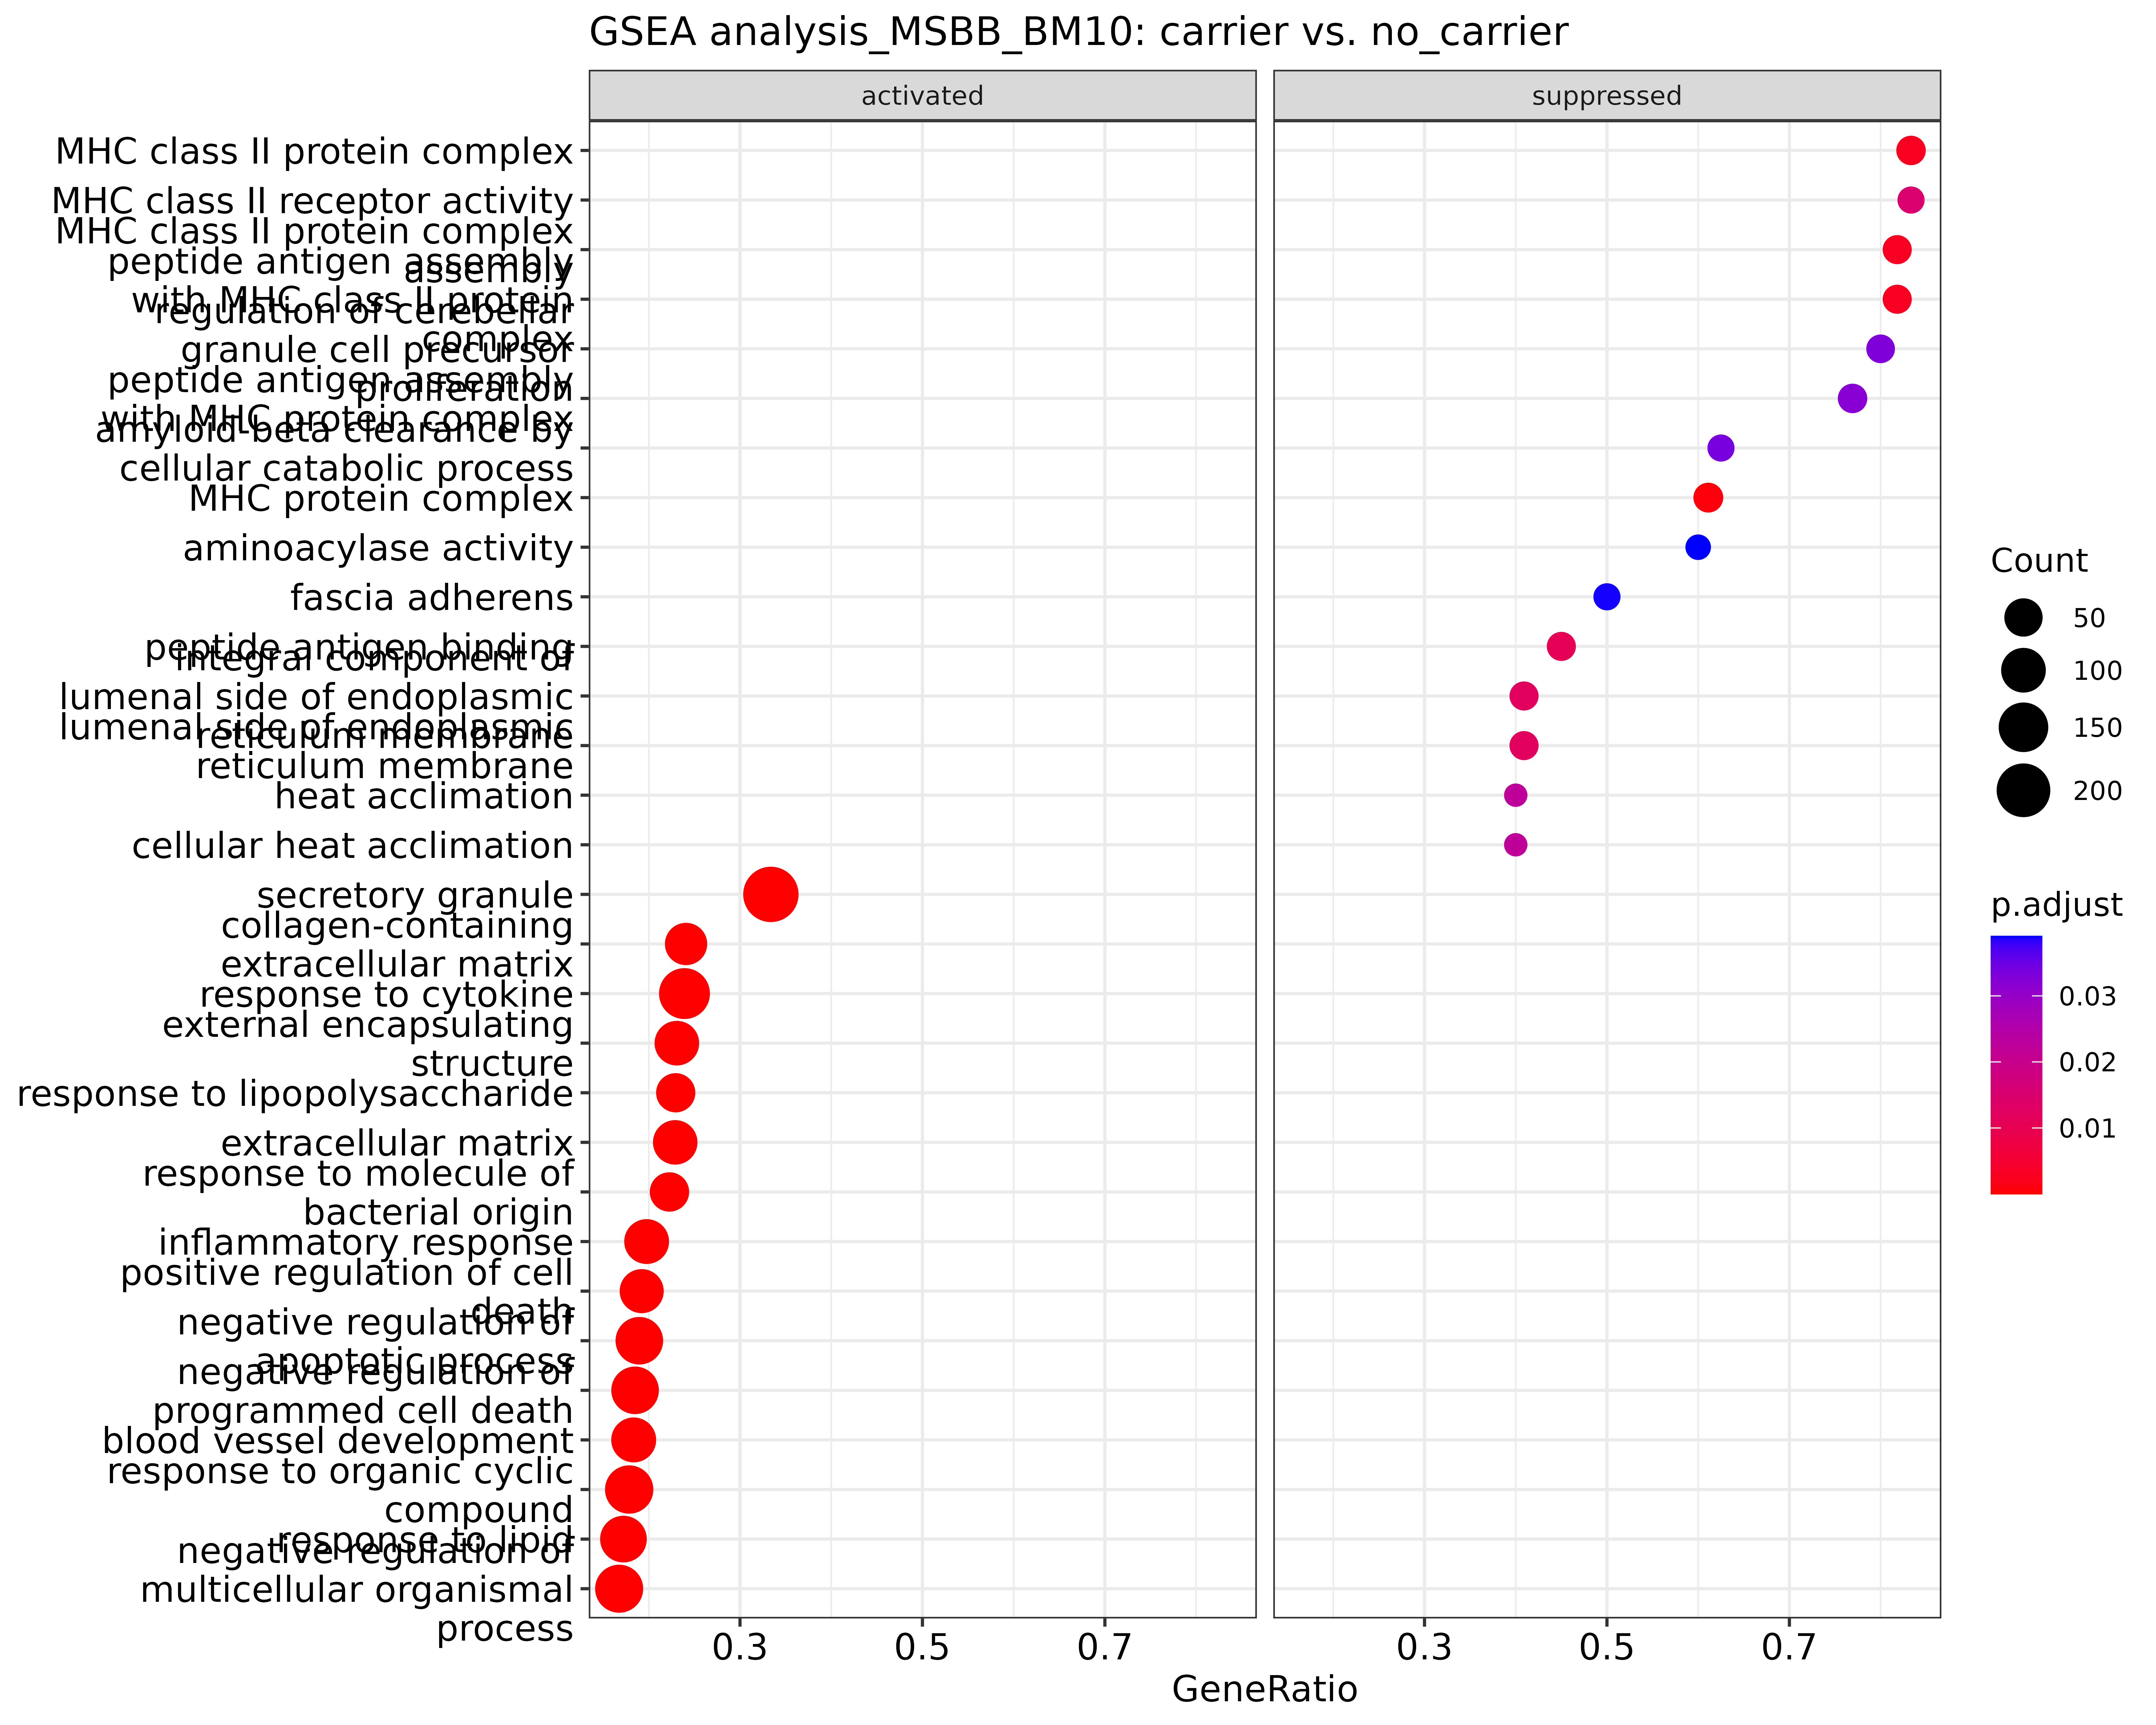 GSEA analysis_MSBB_BM10: carrier vs. no_carrier
activated
suppressed
MHC class II protein complex
MHC class II receptor activity
MHC class II protein complex
assembly
peptide antigen assembly
with MHC class II protein
complex
regulation of cerebellar
granule cell precursor
proliferation
peptide antigen assembly
with MHC protein complex
amyloid-beta clearance by
cellular catabolic process
MHC protein complex
aminoacylase activity
fascia adherens
peptide antigen binding
integral component of
lumenal side of endoplasmic
reticulum membrane
lumenal side of endoplasmic
reticulum membrane
heat acclimation
cellular heat acclimation
secretory granule
collagen-containing
extracellular matrix
response to cytokine
external encapsulating
structure
response to lipopolysaccharide
extracellular matrix
response to molecule of
bacterial origin
inflammatory response
positive regulation of cell
death
negative regulation of
apoptotic process
negative regulation of
programmed cell death
blood vessel development
response to organic cyclic
compound
response to lipid
negative regulation of
multicellular organismal
process
0.3
0.5
0.7
0.3
0.5
0.7
GeneRatio
Count
50
100
150
200
p.adjust
0.03
0.02
0.01